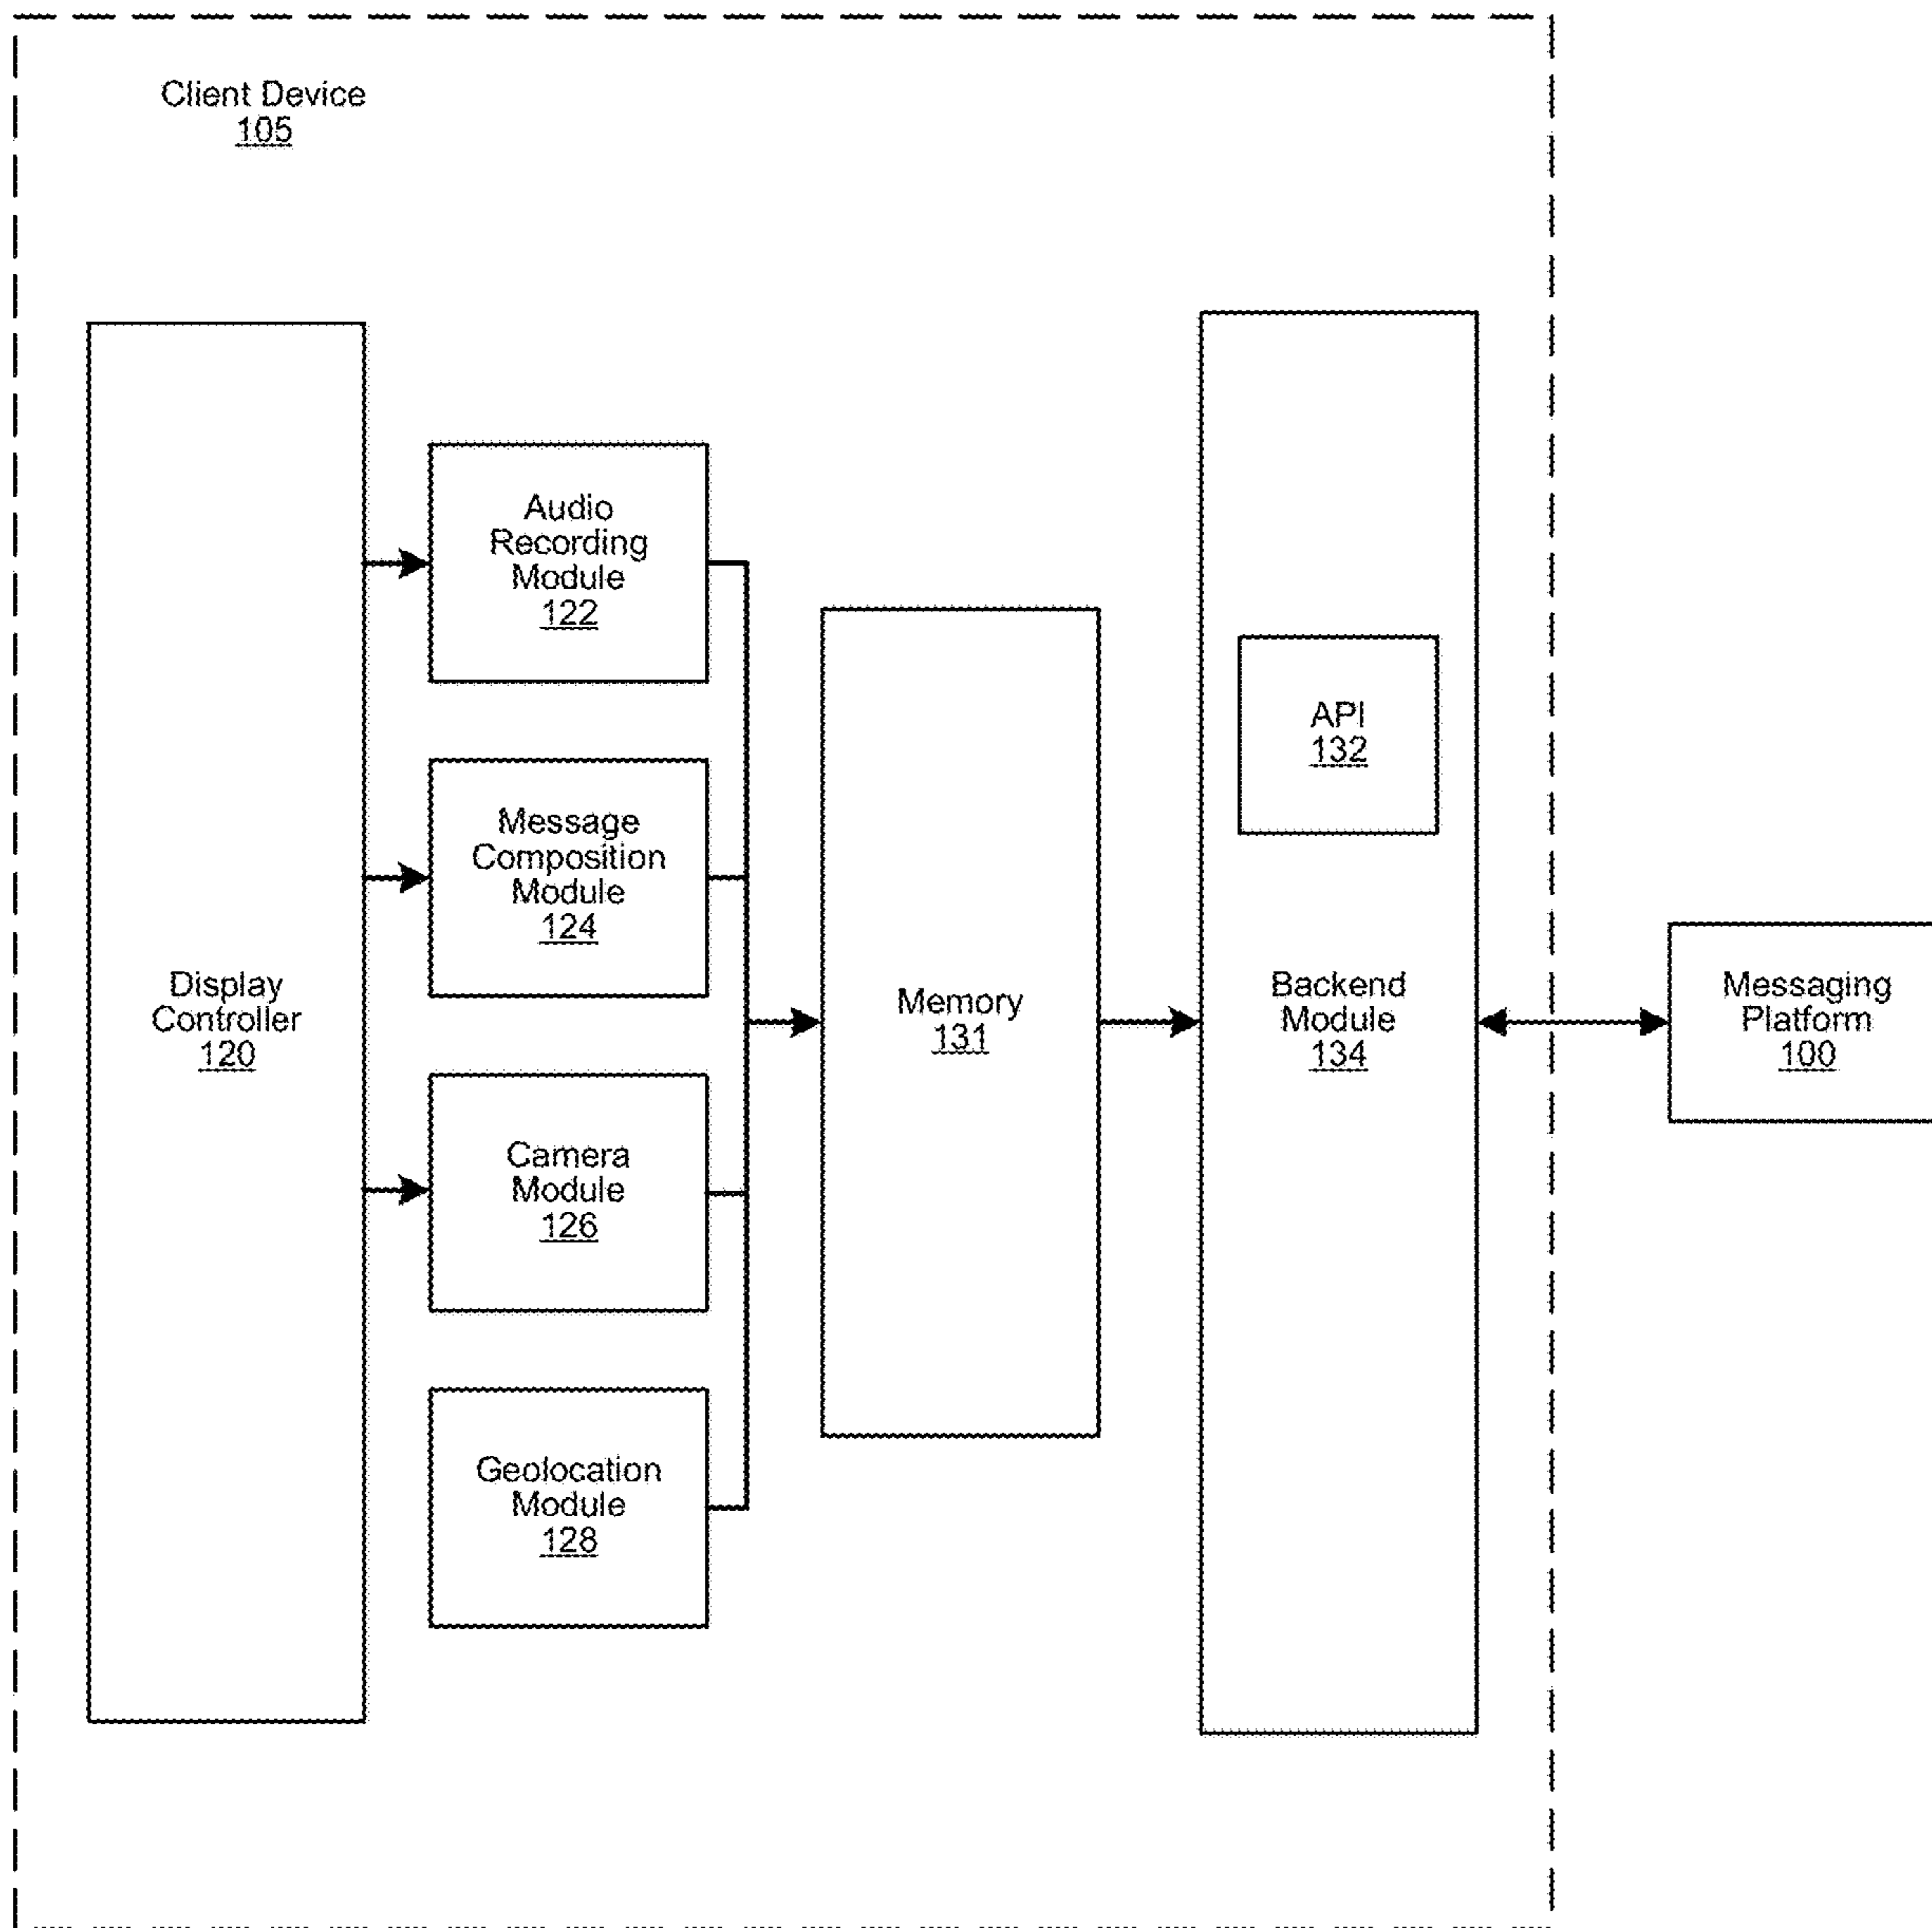 Client Device
105
Display
Controller
120
Audio
Recording
Module
122
Message
Composition
Module
124
Camera
Module
126
Geolocation
Module
128
Memory
131
API
132
Backend
Module
134
Messaging
Platform
100